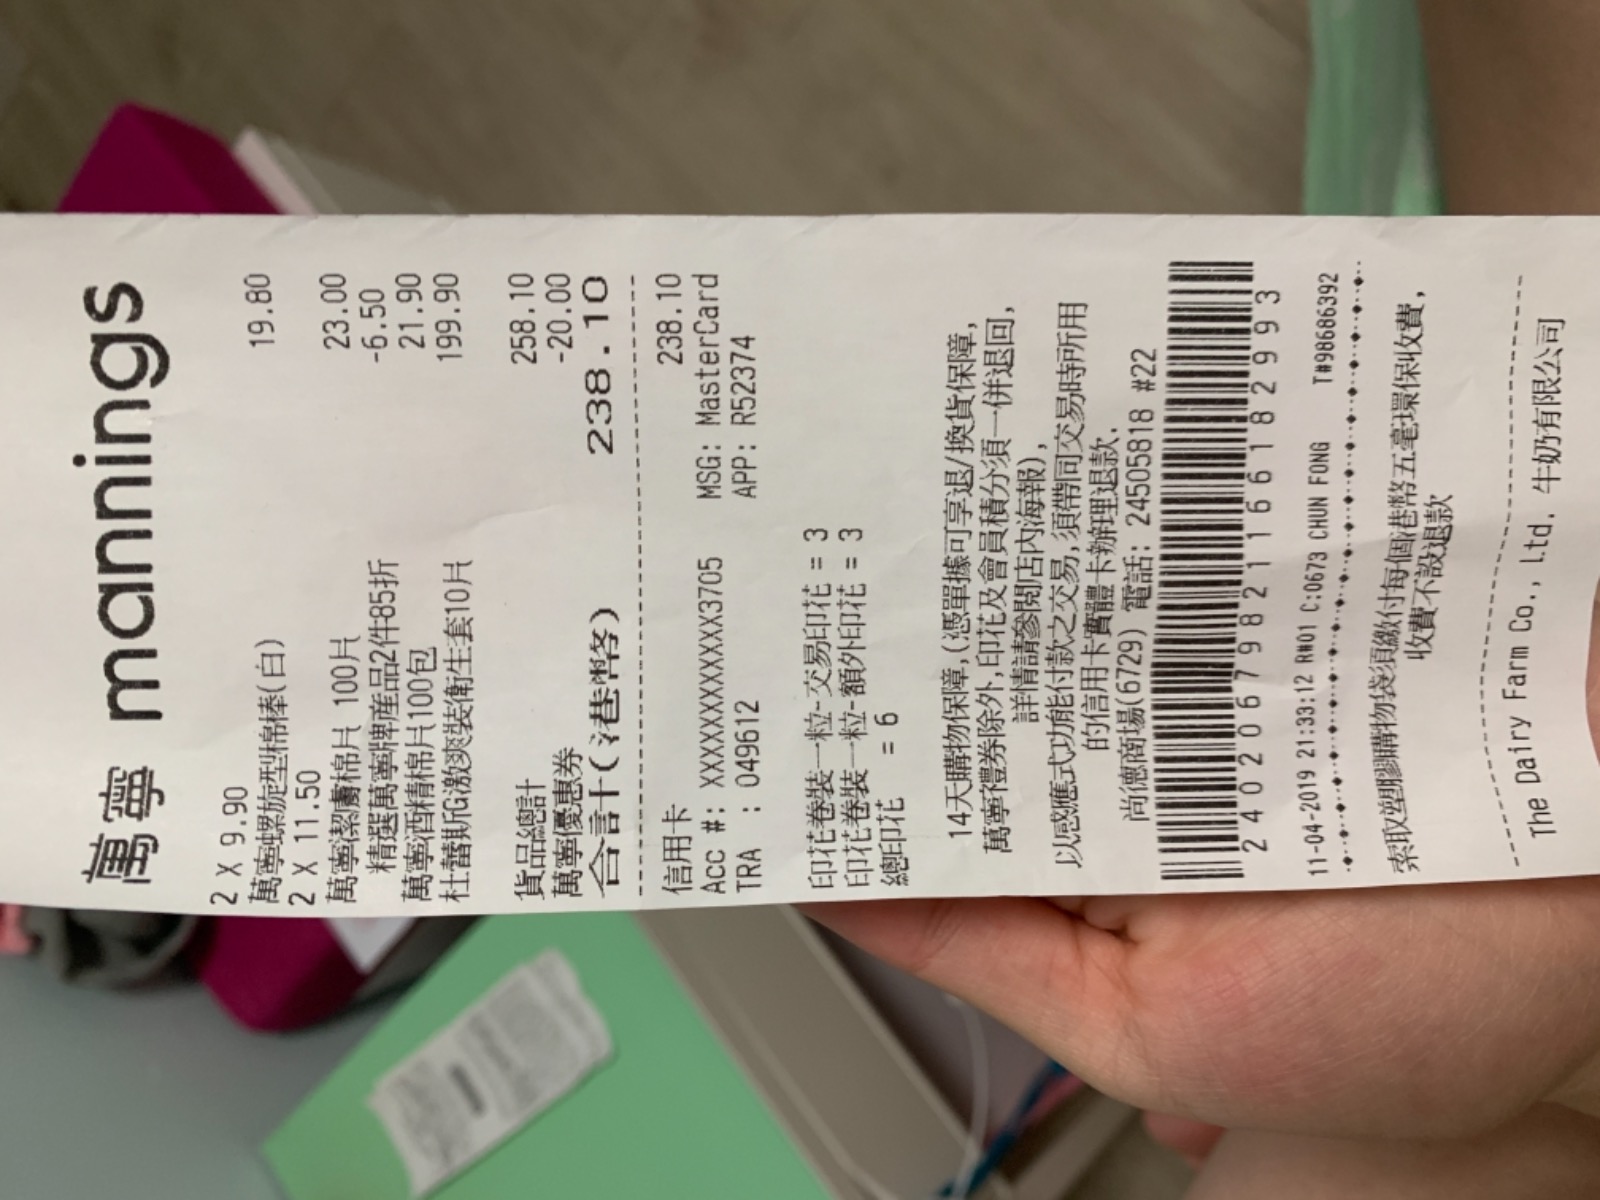 萬寧 mannings
2 X 9.90
萬寧螺旋型棉棒(白) 19.80
2 X 11.50
萬寧潔膚棉片 100片 23.00
精選萬寧牌產品2件85折 -6.50
萬寧酒精棉片100包 21.90
杜蕾斯G激爽裝衛生套10片 199.90
貨品總計 258.10
萬寧優惠券 -20.00
合計(港幣) 238.10
信用卡 238.10
ACC #: XXXXXXXXXXXX3705 MSG: MasterCard
TRA : 049612 APP: R52374
印花卷裝一粒-交易印花 = 3
印花卷裝一粒-額外印花 = 3
總印花 = 6
14天購物保障,(憑單據可享退/換貨保障,
萬寧禮券除外,印花及會員積分須一併退回,
詳情請參閱店內海報),
以感應式功能付款之交易,須帶同交易時所用
的信用卡實體卡辦理退款.
尚德商場(6729) 電話: 24505818 #22
24020679821166182993
11-04-2019 21:33:12 R#01 C:0673 CHUN FONG T#98686392
索取塑膠購物袋須繳付每個港幣五毫環保收費,
收費不設退款
The Dairy Farm Co., Ltd. 牛奶有限公司